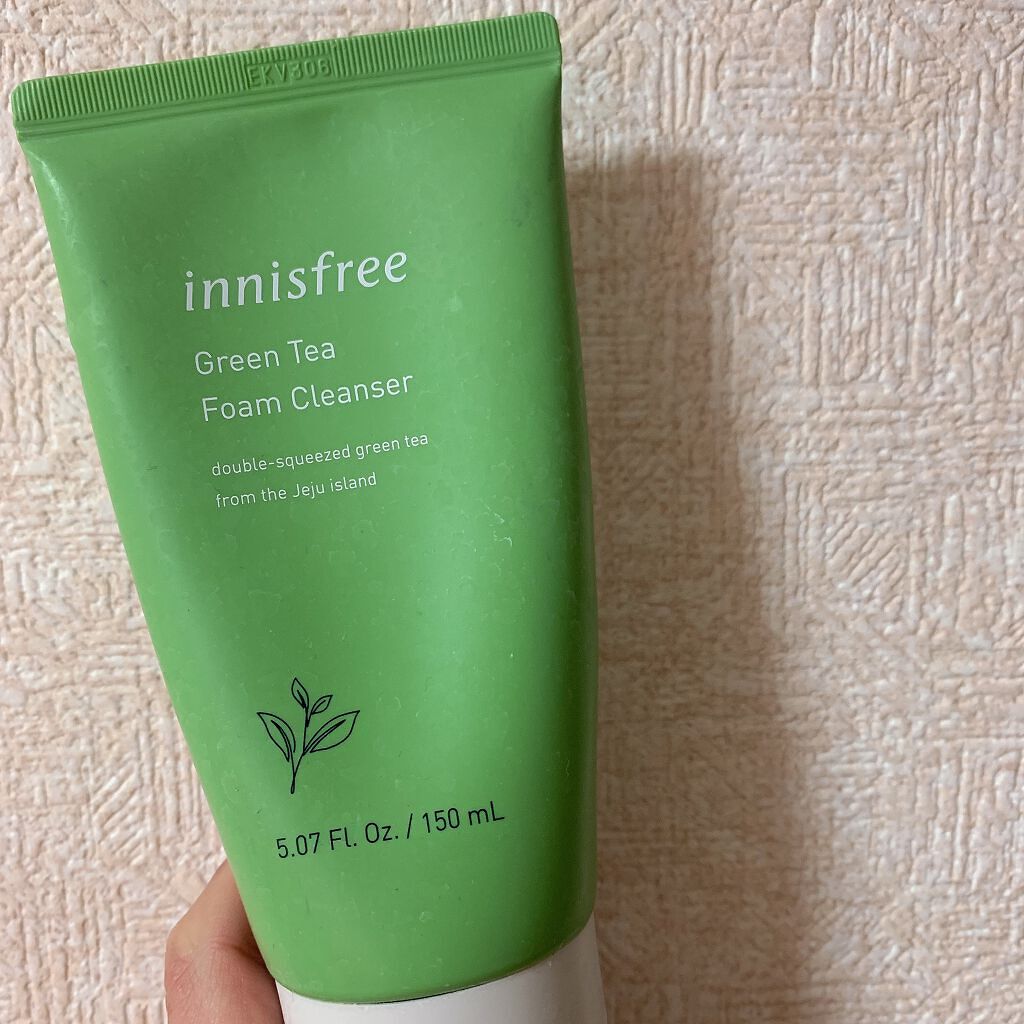 EKV306
innisfree
Green Tea
Foam Cleanser
double-squeezed green tea
from the Jeju island
5.07 Fl. Oz. / 150 mL